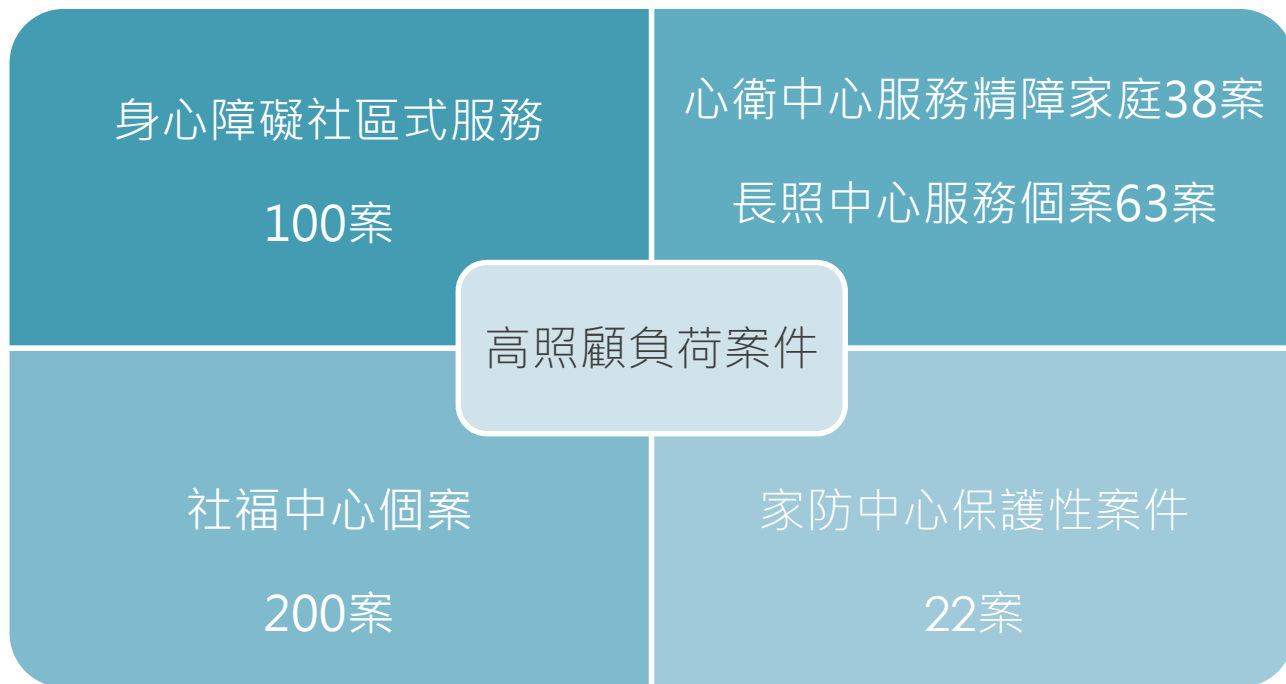 身心障礙社區式服務
100案
心衛中心服務精障家庭38案
長照中心服務個案63案
高照顧負荷案件
社福中心個案
200案
家防中心保護性案件
22案